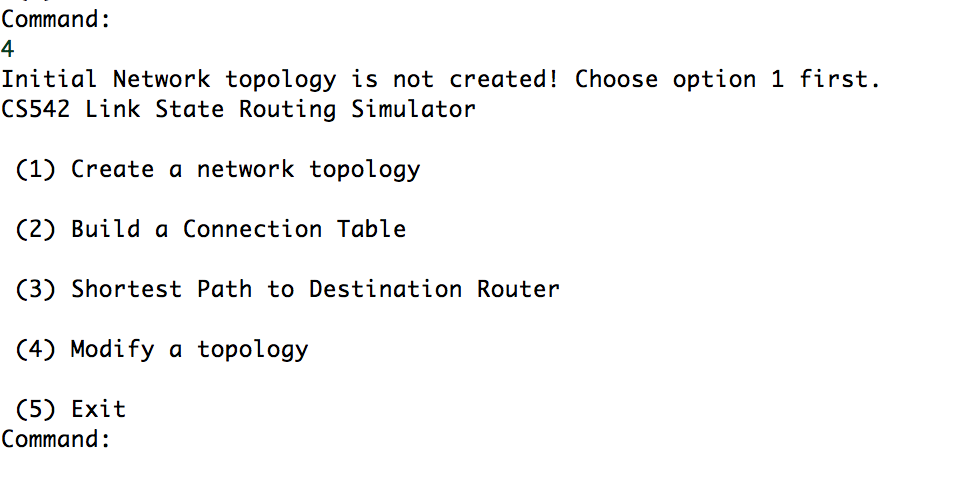 Command:
4
Initial Network topology is not created! Choose option 1 first.
CS542 Link State Routing Simulator
(1) Create a network topology
(2) Build a Connection Table
(3) Shortest Path to Destination Router
(4) Modify a topology
(5) Exit
Command: